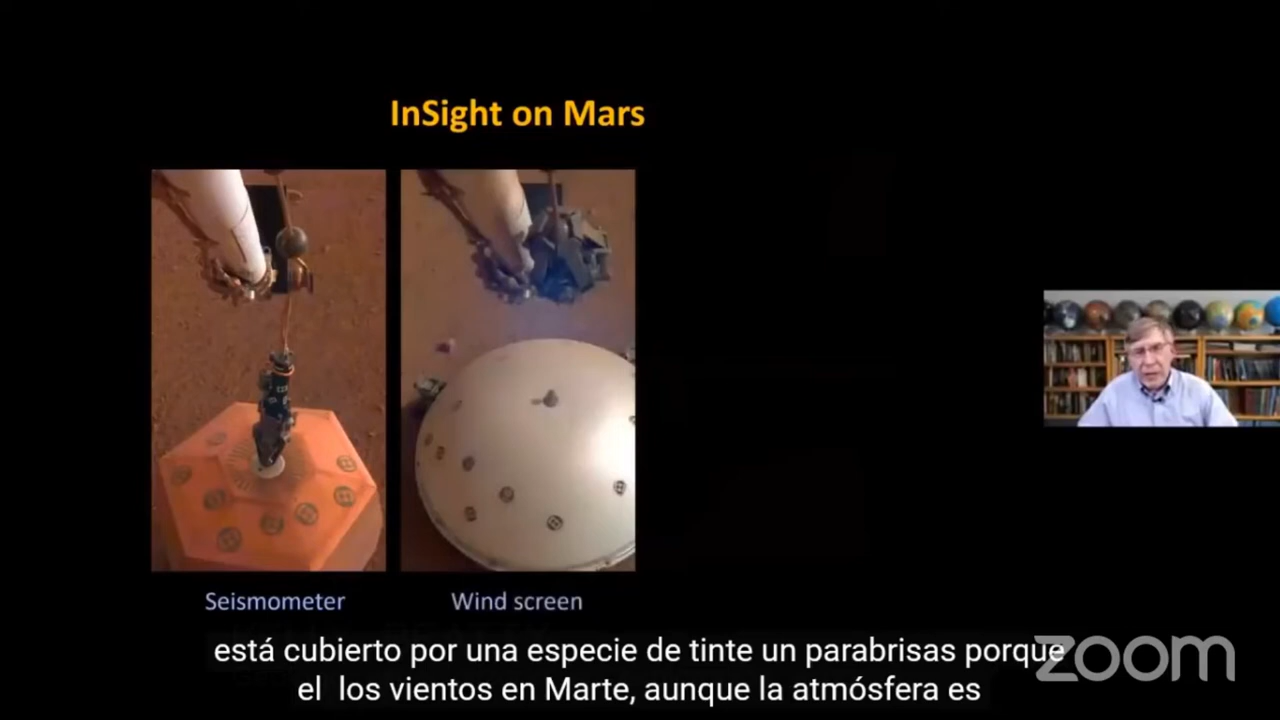 InSight on Mars
Seismometer
Wind screen
está cubierto por una especie de tinte un parabrisas porque
el los vientos en Marte, aunque la atmósfera es
zoom